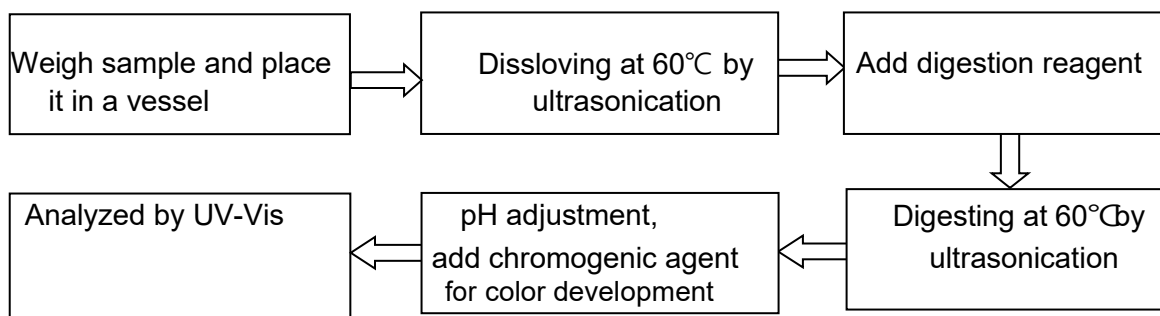 Weigh sample and place
it in a vessel
Dissloving at 60℃ by
ultrasonication
Add digestion reagent
Digesting at 60℃by
ultrasonication
pH adjustment,
add chromogenic agent
for color development
Analyzed by UV-Vis